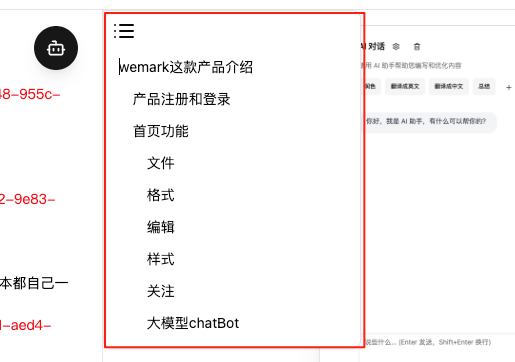 48-955c-
2-9e83-
本都自己一
-aed4-
wemark这款产品介绍
产品注册和登录
首页功能
文件
格式
编辑
样式
关注
大模型chatBot
AI 对话
使用 AI 助手帮助您编写和优化内容
润色 翻译成英文 翻译成中文 总结 +
你好，我是 AI 助手，有什么可以帮你的?
说些什么... (Enter 发送，Shift+Enter 换行)